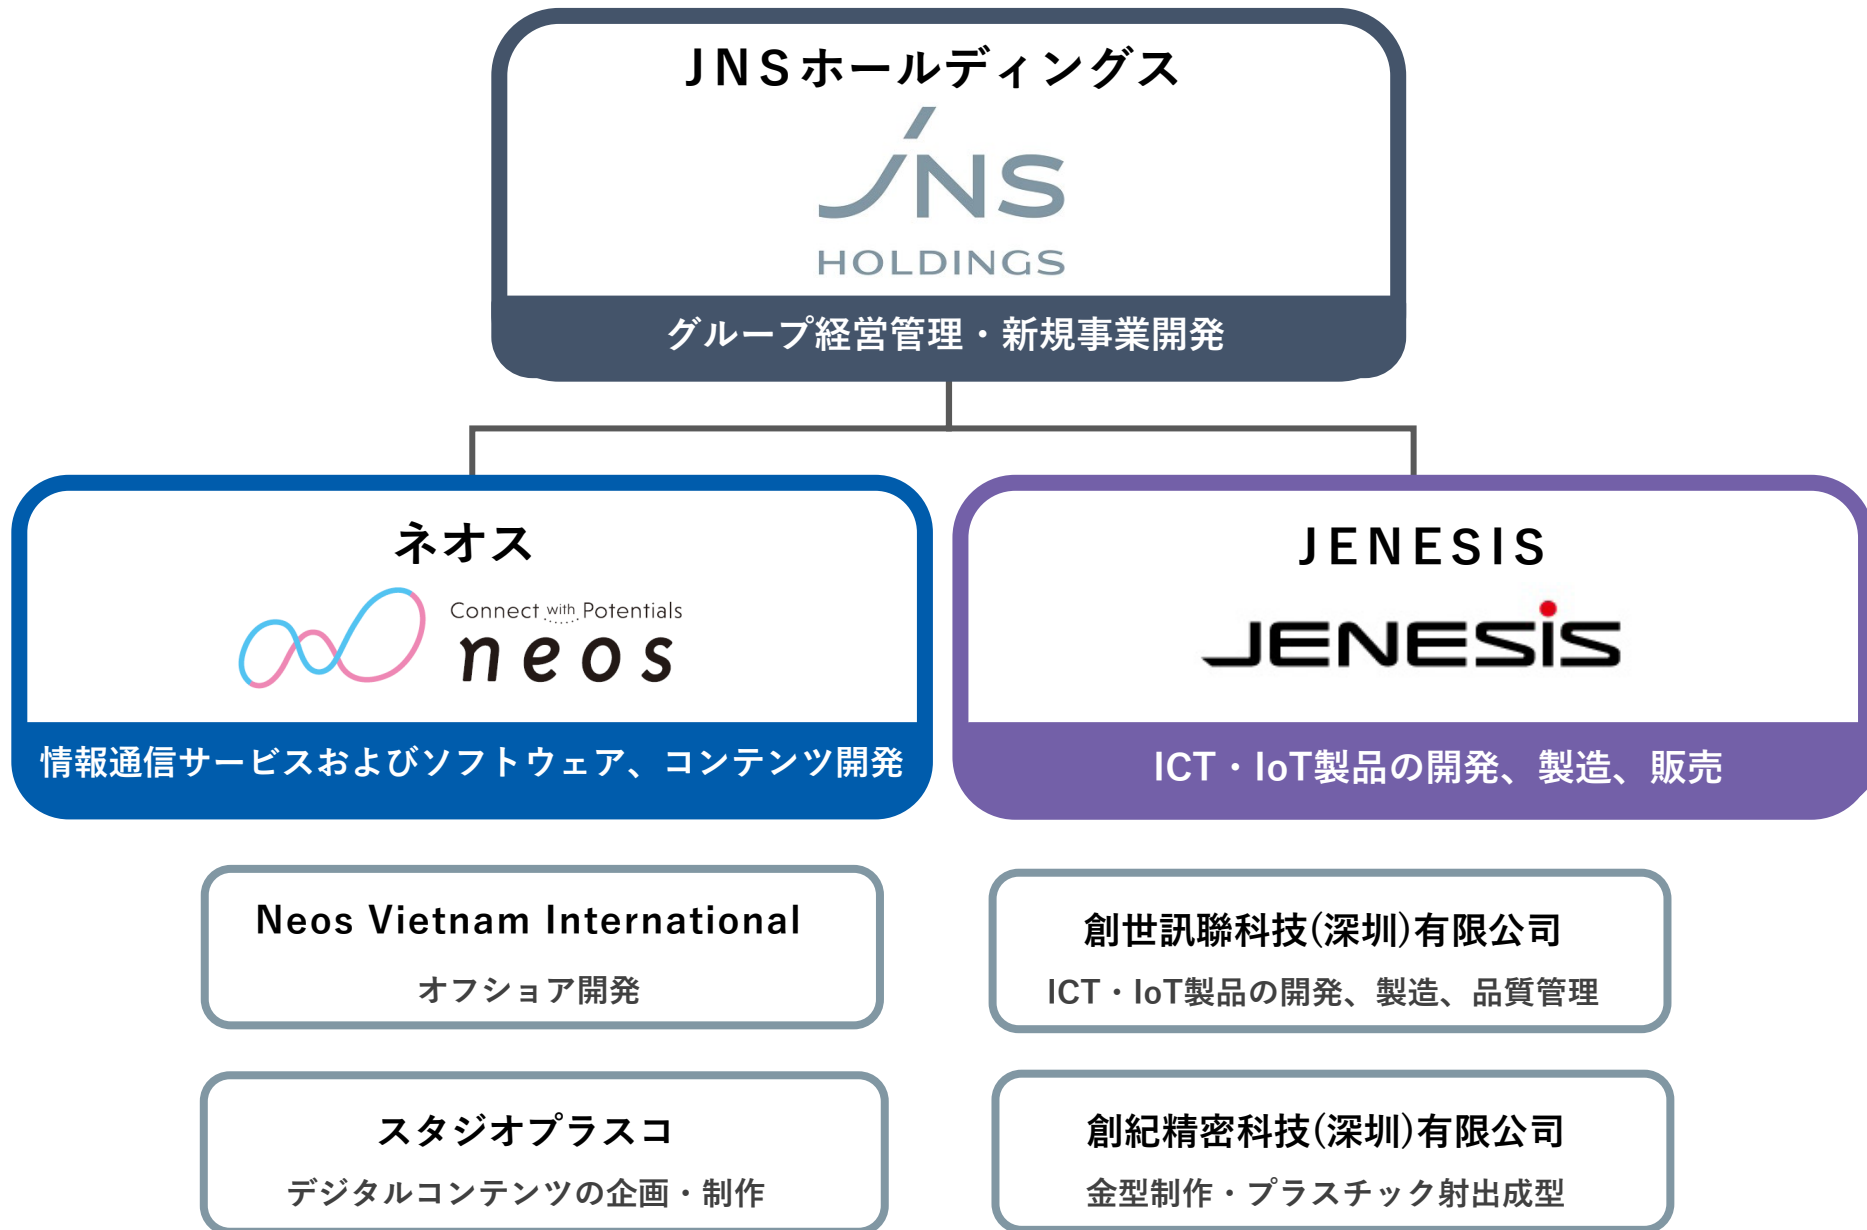 JNSホールディングス
JNS
HOLDINGS
グループ経営管理・新規事業開発
ネオス
Connect with Potentials
neos
情報通信サービスおよびソフトウェア、コンテンツ開発
JENESIS
JENESIS
ICT・IoT製品の開発、製造、販売
Neos Vietnam International
オフショア開発
創世訊聯科技(深圳)有限公司
ICT・IoT製品の開発、製造、品質管理
スタジオプラスコ
デジタルコンテンツの企画・制作
創紀精密科技(深圳)有限公司
金型制作・プラスチック射出成型